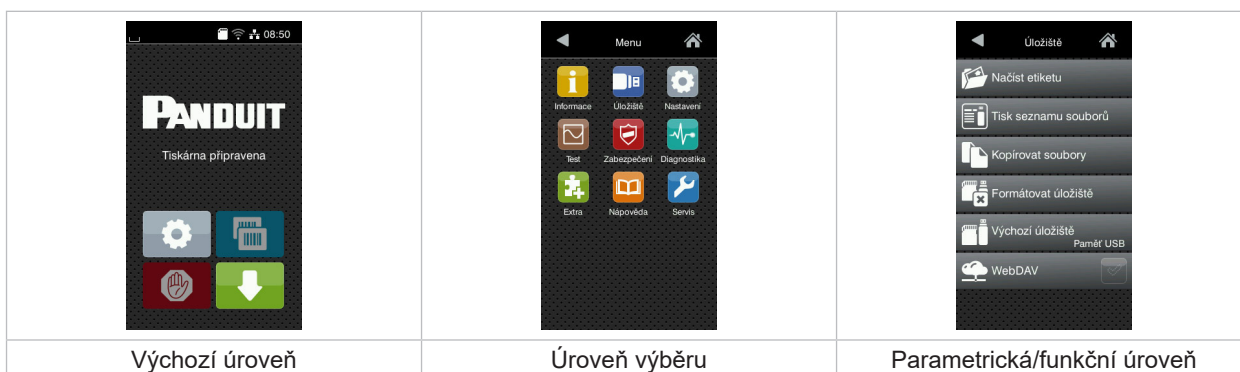 08:50
PANDUIT
Tiskárna připravena
Menu
Informace Úložiště Nastavení
Test Zabezpečení Diagnostika
Extra Nápověda Servis
Úložiště
Načíst etiketu
Tisk seznamu souborů
Kopírovat soubory
Formátovat úložiště
Výchozí úložiště
Paměť USB
WebDAV
Výchozí úroveň
Úroveň výběru
Parametrická/funkční úroveň